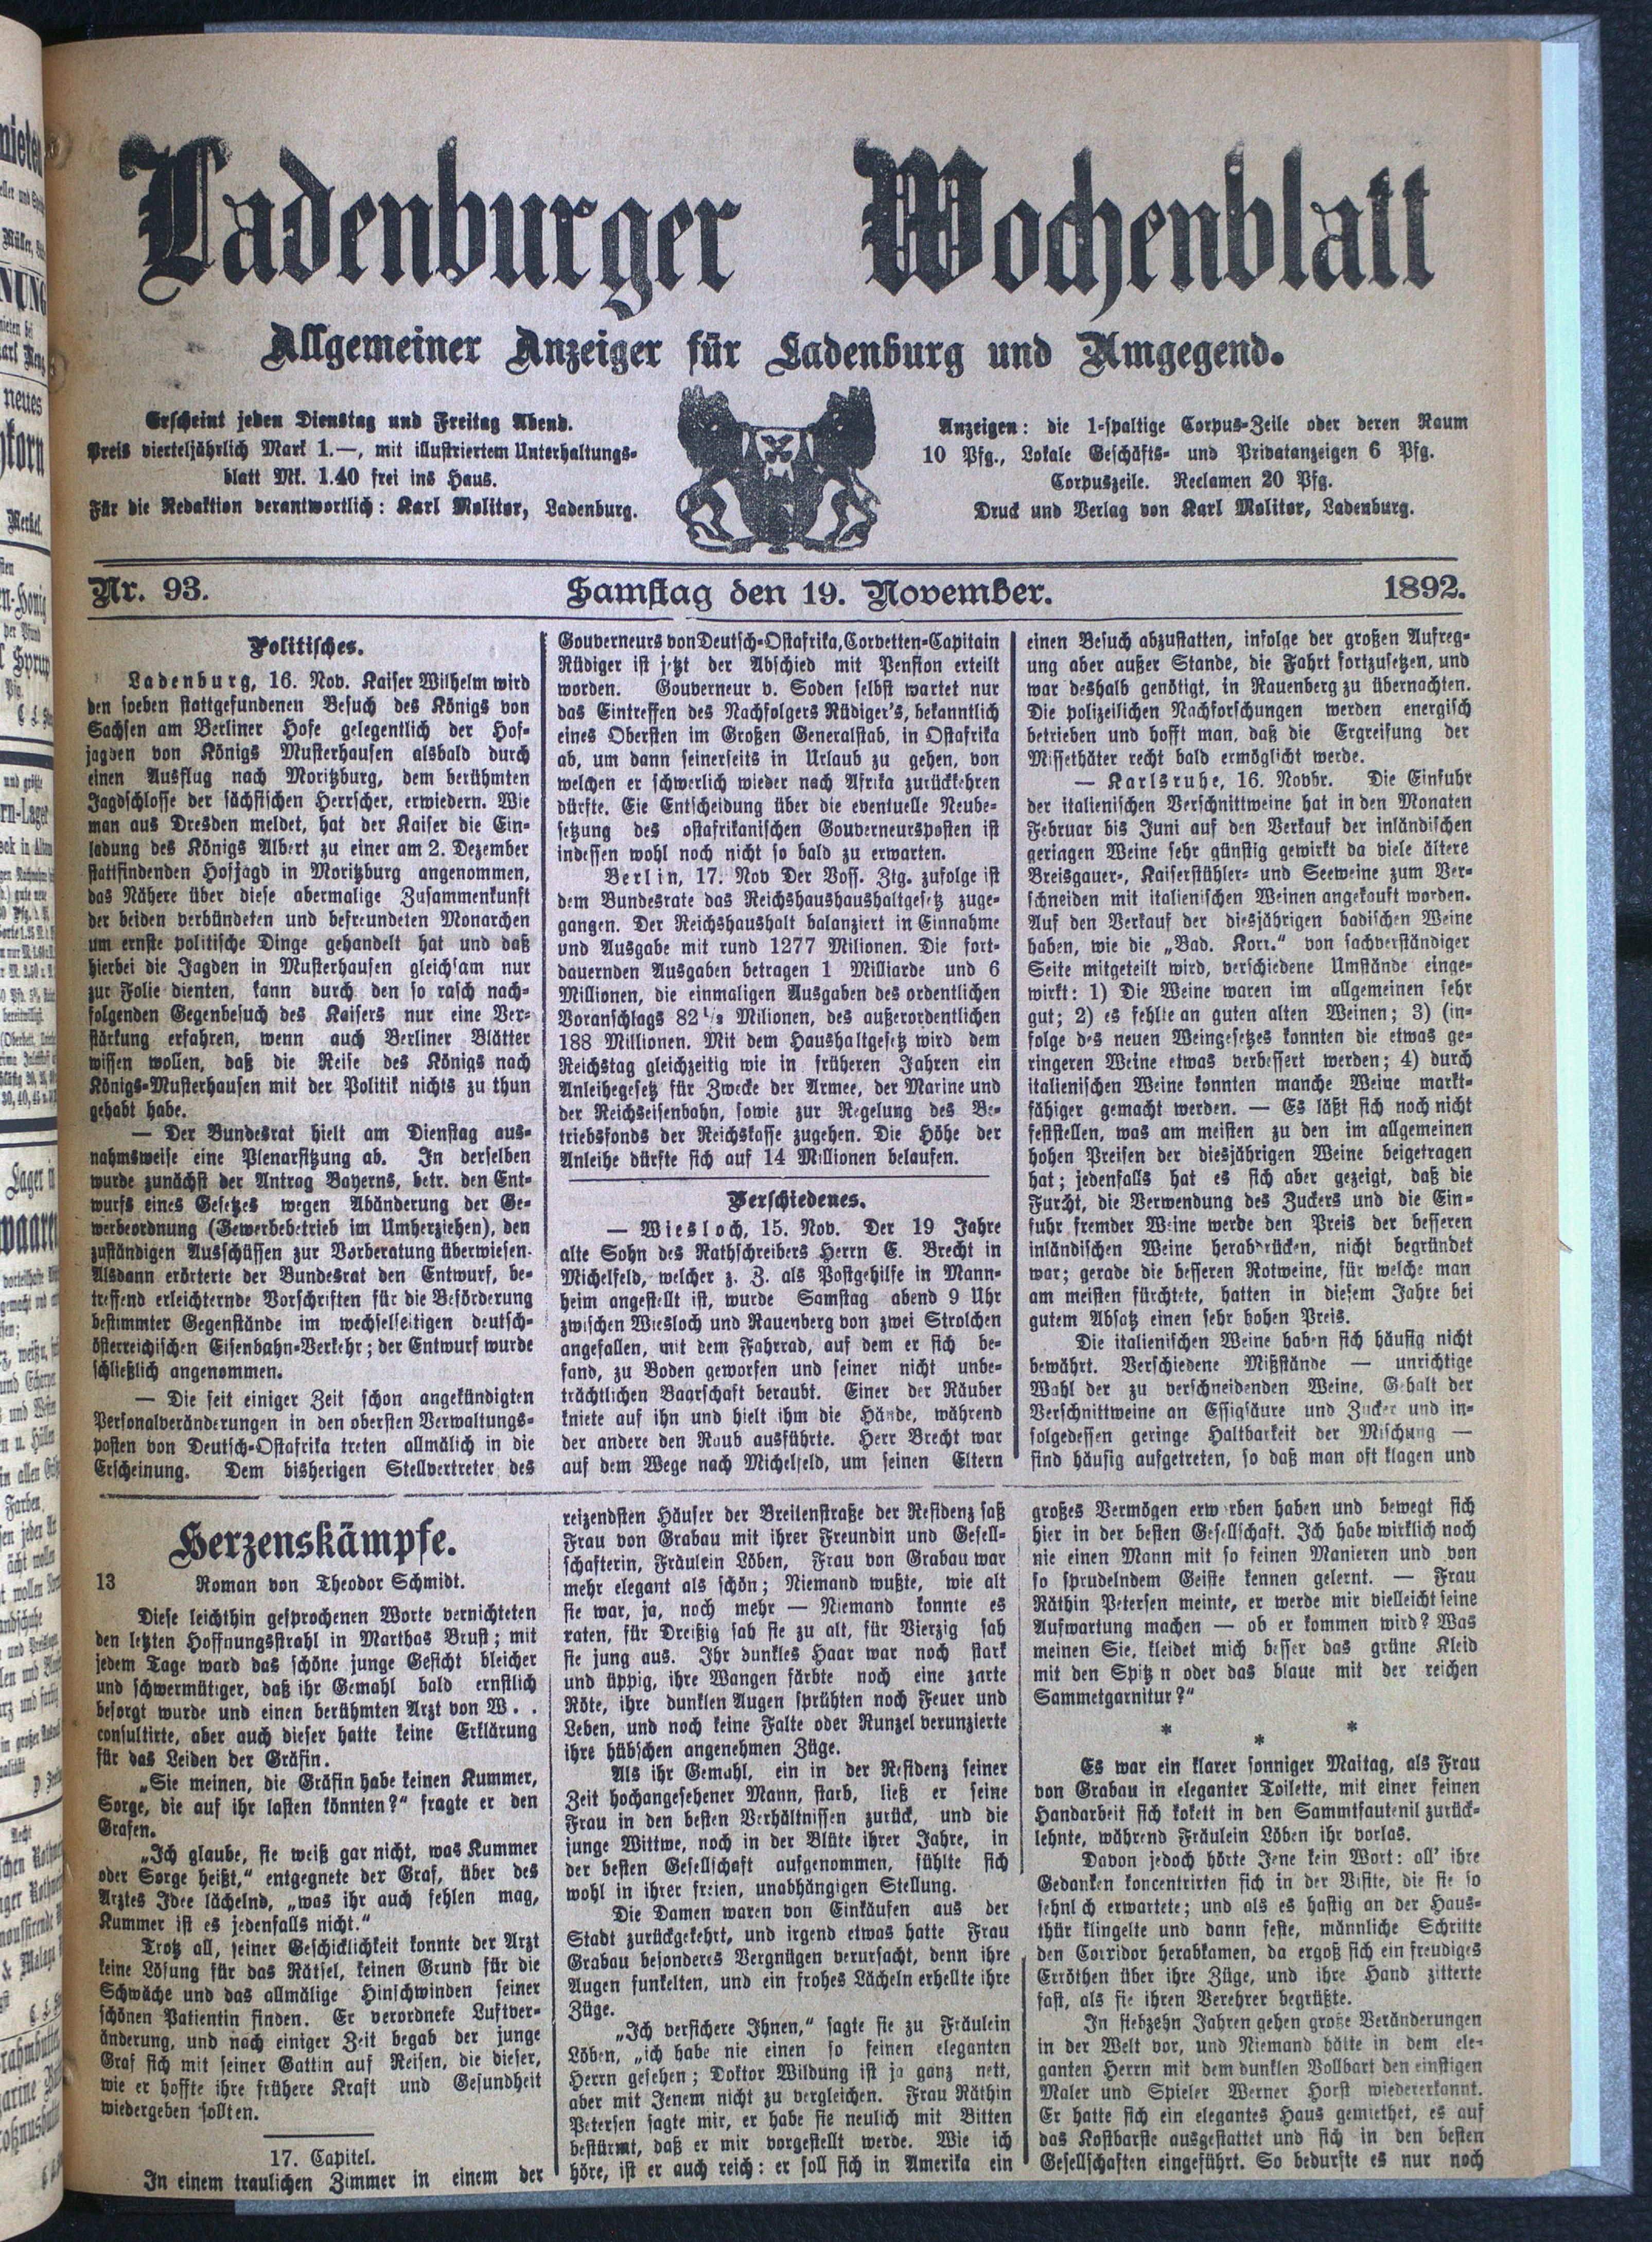 Ladenburger Wochenblatt
Allgemeiner Anzeiger für Ladenburg und Umgegend.
Erscheint jeden Dienstag und Freitag Abend.
Preis vierteljährlich Mark 1.—, mit illustriertem Unterhaltungs-
blatt Mk. 1.40 frei ins Haus.
Für die Redaktion verantwortlich: Karl Molitor, Ladenburg.
Anzeigen: die 1-spaltige Corpus-Zeile oder deren Raum
10 Pfg., Lokale Geschäfts- und Privatanzeigen 6 Pfg.
Corpuszeile. Reclamen 20 Pfg.
Druck und Verlag von Karl Molitor, Ladenburg.
Nr. 93. Samstag den 19. November. 1892.
Politisches.
Ladenburg, 16. Nov. Kaiser Wilhelm wird
den soeben stattgefundenen Besuch des Königs von
Sachsen am Berliner Hofe gelegentlich der Hof-
jagden von Königs Musterhausen alsbald durch
einen Ausflug nach Moritzburg, dem berühmten
Jagdschlosse der sächsischen Herrscher, erwiedern. Wie
man aus Dresden meldet, hat der Kaiser die Ein-
ladung des Königs Albert zu einer am 2. Dezember
stattfindenden Hofjagd in Moritzburg angenommen,
das Nähere über diese abermalige Zusammenkunft
der beiden verbündeten und befreundeten Monarchen
um ernste politische Dinge gehandelt hat und daß
hierbei die Jagden in Musterhausen gleichsam nur
zur Folie dienten, kann durch den so rasch nach-
folgenden Gegenbesuch des Kaisers nur eine Ver-
stärkung erfahren, wenn auch Berliner Blätter
wissen wollen, daß die Reise des Königs nach
Königs-Musterhausen mit der Politik nichts zu thun
gehabt habe.
— Der Bundesrat hielt am Dienstag aus-
nahmsweise eine Plenarsitzung ab. In derselben
wurde zunächst der Antrag Bayerns, betr. den Ent-
wurfs eines Gesetzes wegen Abänderung der Ge-
werbeordnung (Gewerbebetrieb im Umherziehen), den
zuständigen Ausschüssen zur Vorberatung überwiesen.
Alsdann erörterte der Bundesrat den Entwurf, be-
treffend erleichternde Vorschriften für die Beförderung
bestimmter Gegenstände im wechselseitigen deutsch-
österreichischen Eisenbahn-Verkehr; der Entwurf wurde
schließlich angenommen.
— Die seit einiger Zeit schon angekündigten
Personalveränderungen in den obersten Verwaltungs-
posten von Deutsch-Ostafrika treten allmälich in die
Erscheinung. Dem bisherigen Stellvertreter des
Gouverneurs von Deutsch-Ostafrika, Corvetten-Capitain
Rüdiger ist jetzt der Abschied mit Pension erteilt
worden. Gouverneur v. Soden selbst wartet nur
das Eintreffen des Nachfolgers Rüdiger's, bekanntlich
eines Obersten im Großen Generalstab, in Ostafrika
ab, um dann seinerseits in Urlaub zu gehen, von
welchen er schwerlich wieder nach Afrika zurückkehren
dürfte. Eie Entscheidung über die eventuelle Neube-
setzung des ostafrikanischen Gouverneursposten ist
indessen wohl noch nicht so bald zu erwarten.
Berlin, 17. Nov Der Voss. Ztg. zufolge ist
dem Bundesrate das Reichshaushaushaltgesetz zuge-
gangen. Der Reichshaushalt balanziert in Einnahme
und Ausgabe mit rund 1277 Milionen. Die fort-
dauernden Ausgaben betragen 1 Milliarde und 6
Millionen, die einmaligen Ausgaben des ordentlichen
Voranschlags 82 Milionen, des außerordentlichen
188 Millionen. Mit dem Haushaltgesetz wird dem
Reichstag gleichzeitig wie in früheren Jahren ein
Anleihegesetz für Zwecke der Armee, der Marine und
der Reichseisenbahn, sowie zur Regelung des Be-
triebsfonds der Reichskasse zugehen. Die Höhe der
Anleihe dürfte sich auf 14 Millionen belaufen.
Verschiedenes.
— Wiesloch, 15. Nov. Der 19 Jahre
alte Sohn des Rathschreibers Herrn E. Brecht in
Michelfeld, welcher z. Z. als Postgehilfe in Mann-
heim angestellt ist, wurde Samstag abend 9 Uhr
zwischen Wiesloch und Rauenberg von zwei Strolchen
angefallen, mit dem Fahrrad, auf dem er sich be-
fand, zu Boden geworfen und seiner nicht unbe-
trächtlichen Baarschaft beraubt. Einer der Räuber
kniete auf ihn und hielt ihm die Hände, während
der andere den Raub ausführte. Herr Brecht war
auf dem Wege nach Michelfeld, um seinen Eltern
einen Besuch abzustatten, infolge der großen Aufreg-
ung aber außer Stande, die Fahrt fortzusetzen, und
war deshalb genötigt, in Rauenberg zu übernachten.
Die polizeilichen Nachforschungen werden energisch
betrieben und hofft man, daß die Ergreifung der
Missethäter recht bald ermöglicht werde.
— Karlsruhe, 16. Novbr. Die Einfuhr
der italienischen Verschnittweine hat in den Monaten
Februar bis Juni auf den Verkauf der inländischen
geringen Weine sehr günstig gewirkt da viele ältere
Breisgauer-, Kaiserstühler- und Seeweine zum Ver-
schneiden mit italienischen Weinen angekauft worden.
Auf den Verkauf der diesjährigen badischen Weine
haben, wie die „Bad. Korr.“ von sachverständiger
Seite mitgeteilt wird, verschiedene Umstände einge-
wirkt: 1) Die Weine waren im allgemeinen sehr
gut; 2) es fehlte an guten alten Weinen; 3) (in-
folge des neuen Weingesetzes konnten die etwas ge-
ringeren Weine etwas verbessert werden; 4) durch
italienischen Weine konnten manche Weine markt-
fähiger gemacht werden. — Es läßt sich noch nicht
feststellen, was am meisten zu den im allgemeinen
hohen Preisen der diesjährigen Weine beigetragen
hat; jedenfalls hat es sich aber gezeigt, daß die
Furcht, die Verwendung des Zuckers und die Ein-
fuhr fremder Weine werde den Preis der besseren
inländischen Weine herabdrücken, nicht begründet
war; gerade die besseren Rotweine, für welche man
am meisten fürchtete, hatten in diesem Jahre bei
gutem Absatz einen sehr hohen Preis.
Die italienischen Weine haben sich häufig nicht
bewährt. Verschiedene Mißstände — unrichtige
Wahl der zu verschneidenden Weine, Gehalt der
Verschnittweine an Essigsäure und Zucker und in-
folgedessen geringe Haltbarkeit der Mischung —
sind häufig aufgetreten, so daß man oft klagen und
Herzenskämpfe.
13 Roman von Theodor Schmidt.
Diese leichthin gesprochenen Worte vernichteten
den letzten Hoffnungsstrahl in Marthas Brust; mit
jedem Tage ward das schöne junge Gesicht bleicher
und schwermütiger, daß ihr Gemahl bald ernstlich
besorgt wurde und einen berühmten Arzt von W. .
consultirte, aber auch dieser hatte keine Erklärung
für das Leiden der Gräfin.
„Sie meinen, die Gräfin habe keinen Kummer,
Sorge, die auf ihr lasten könnten?“ fragte er den
Grafen.
„Ich glaube, sie weiß gar nicht, was Kummer
oder Sorge heißt,“ entgegnete der Graf, über des
Arztes Idee lächelnd, „was ihr auch fehlen mag,
Kummer ist es jedenfalls nicht.“
Trotz all, seiner Geschicklichkeit konnte der Arzt
keine Lösung für das Rätsel, keinen Grund für die
Schwäche und das allmälige Hinschwinden seiner
schönen Patientin finden. Er verordnete Luftver-
änderung, und nach einiger Zeit begab der junge
Graf sich mit seiner Gattin auf Reisen, die dieser,
wie er hoffte ihre frühere Kraft und Gesundheit
wiedergeben sollten.
17. Capitel.
In einem traulichen Zimmer in einem der
reizendsten Häuser der Breitenstraße der Residenz saß
Frau von Grabau mit ihrer Freundin und Gesell-
schafterin, Fräulein Löben, Frau von Grabau war
mehr elegant als schön; Niemand wußte, wie alt
sie war, ja, noch mehr — Niemand konnte es
raten, für Dreißig sah sie zu alt, für Vierzig sah
sie jung aus. Ihr dunkles Haar war noch stark
und üppig, ihre Wangen färbte noch eine zarte
Röte, ihre dunklen Augen sprühten noch Feuer und
Leben, und noch keine Falte oder Runzel verunzierte
ihre hübschen angenehmen Züge.
Als ihr Gemahl, ein in der Residenz seiner
Zeit hochangesehener Mann, starb, ließ er seine
Frau in den besten Verhältnissen zurück, und die
junge Wittwe, noch in der Blüte ihrer Jahre, in
der besten Gesellschaft aufgenommen, fühlte sich
wohl in ihrer freien, unabhängigen Stellung.
Die Damen waren von Einkäufen aus der
Stadt zurückgekehrt, und irgend etwas hatte Frau
Grabau besonderes Vergnügen verursacht, denn ihre
Augen funkelten, und ein frohes Lächeln erhellte ihre
Züge.
„Ich versichere Ihnen,“ sagte sie zu Fräulein
Löben, „ich habe nie einen so feinen eleganten
Herrn gesehen; Doktor Wildung ist ja ganz nett,
aber mit Jenem nicht zu vergleichen. Frau Räthin
Petersen sagte mir, er habe sie neulich mit Bitten
bestürmt, daß er mir vorgestellt werde. Wie ich
höre, ist er auch reich: er soll sich in Amerika ein
großes Vermögen erw rben haben und bewegt sich
hier in der besten Gesellschaft. Ich habe wirklich noch
nie einen Mann mit so feinen Manieren und von
so sprudelndem Geiste kennen gelernt. — Frau
Räthin Petersen meinte, er werde mir vielleicht seine
Aufwartung machen — ob er kommen wird? Was
meinen Sie, kleidet mich besser das grüne Kleid
mit den Spitz n oder das blaue mit der reichen
Sammetgarnitur?“
* * *
Es war ein klarer sonniger Maitag, als Frau
von Grabau in eleganter Toilette, mit einer feinen
Handarbeit sich kokett in den Sammtfautenil zurück-
lehnte, während Fräulein Löben ihr vorlas.
Davon jedoch hörte Jene kein Wort: all' ihre
Gedanken koncentrirten sich in der Visite, die sie so
sehnl ch erwartete; und als es hastig an der Haus-
thür klingelte und dann feste, männliche Schritte
den Corridor herabkamen, da ergoß sich ein freudiges
Erröthen über ihre Züge, und ihre Hand zitterte
fast, als sie ihren Verehrer begrüßte.
In siebzehn Jahren gehen große Veränderungen
in der Welt vor, und Niemand hätte in dem ele-
ganten Herrn mit dem dunklen Vollbart den einstigen
Maler und Spieler Werner Horst wiedererkannt.
Er hatte sich ein elegantes Haus gemiethet, es auf
das Kostbarste ausgestattet und sich in den besten
Gesellschaften eingeführt. So bedurfte es nur noch